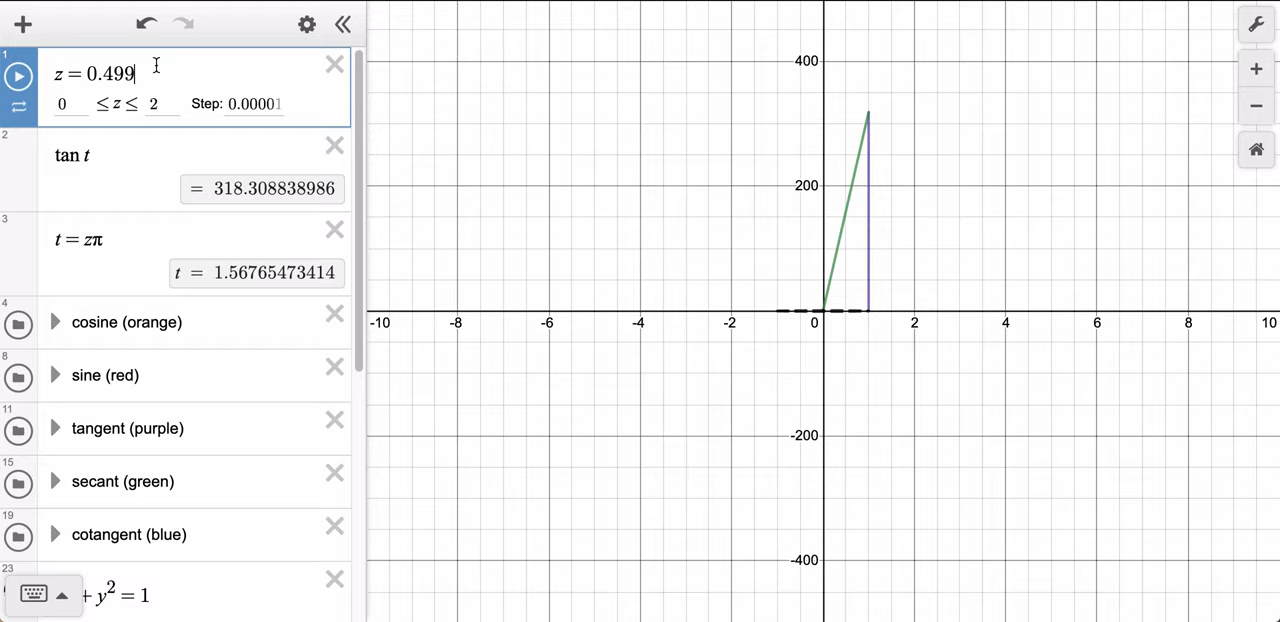 1
z = 0.499
0 ≤ z ≤ 2 Step: 0.00001
2
tan t
= 318.308838986
3
t = zπ
t = 1.56765473414
4
cosine (orange)
8
sine (red)
11
tangent (purple)
15
secant (green)
19
cotangent (blue)
23
+ y² = 1
400
200
-10 -8 -6 -4 -2 0 2 4 6 8 10
-200
-400